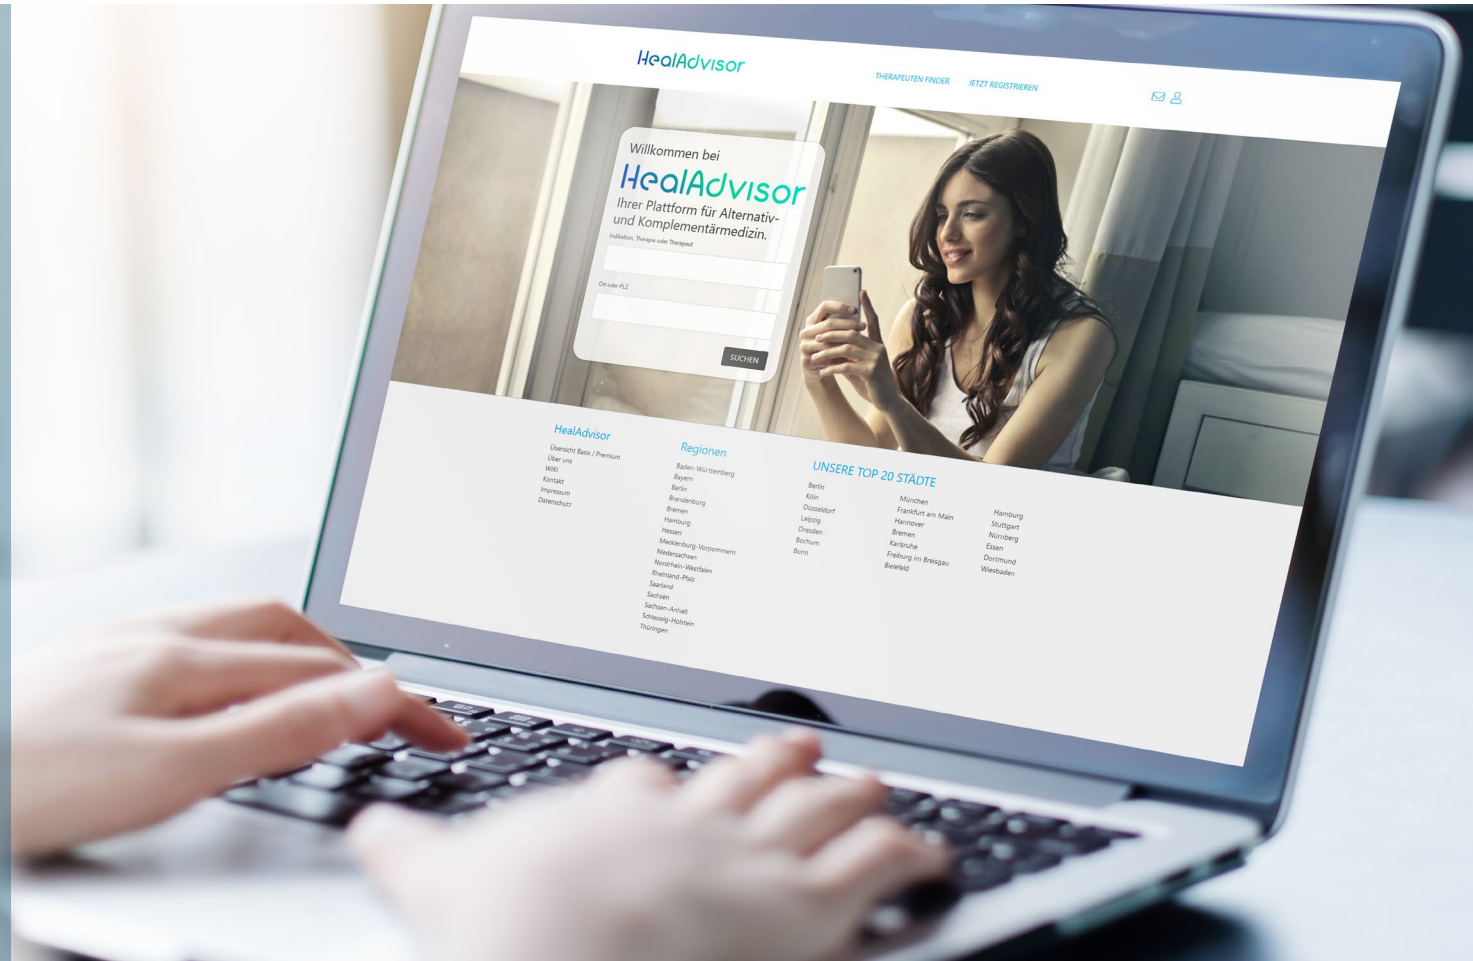 HealAdvisor
THERAPEUTEN FINDER
JETZT REGISTRIEREN
Willkommen bei
HealAdvisor
Ihrer Plattform für Alternativ-
und Komplementärmedizin.
Indikation, Therapie oder Therapeut
Ort oder PLZ
SUCHEN
HealAdvisor
Übersicht Basis / Premium
Über uns
WIKI
Kontakt
Impressum
Datenschutz
Regionen
Baden-Württemberg
Bayern
Berlin
Brandenburg
Bremen
Hamburg
Hessen
Mecklenburg-Vorpommern
Niedersachsen
Nordrhein-Westfalen
Rheinland-Pfalz
Saarland
Sachsen
Sachsen-Anhalt
Schleswig-Holstein
Thüringen
UNSERE TOP 20 STÄDTE
Berlin
Köln
Düsseldorf
Leipzig
Dresden
Bochum
Bonn
München
Frankfurt am Main
Hannover
Bremen
Karlsruhe
Freiburg im Breisgau
Bielefeld
Hamburg
Stuttgart
Nürnberg
Essen
Dortmund
Wiesbaden